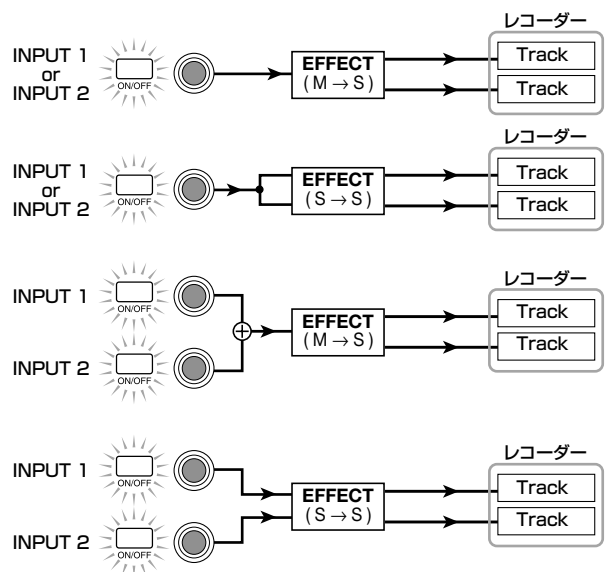 レコーダー
INPUT 1
or
INPUT 2
ON/OFF
EFFECT
(M→S)
Track
Track
レコーダー
INPUT 1
or
INPUT 2
ON/OFF
EFFECT
(S→S)
Track
Track
レコーダー
INPUT 1
ON/OFF
INPUT 2
ON/OFF
EFFECT
(M→S)
Track
Track
レコーダー
INPUT 1
ON/OFF
INPUT 2
ON/OFF
EFFECT
(S→S)
Track
Track